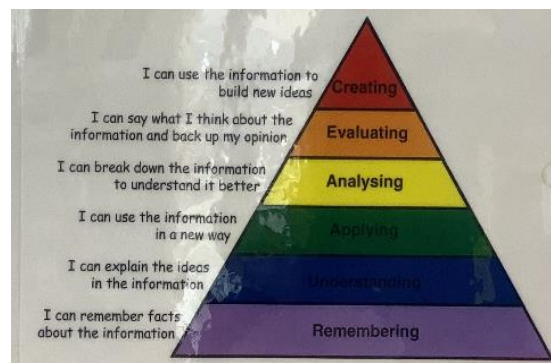 I can use the information to
build new ideas
Creating
I can say what I think about the
information and back up my opinion
Evaluating
I can break down the information
to understand it better
Analysing
I can use the information
in a new way
Applying
I can explain the ideas
in the information
Understanding
I can remember facts
about the information
Remembering